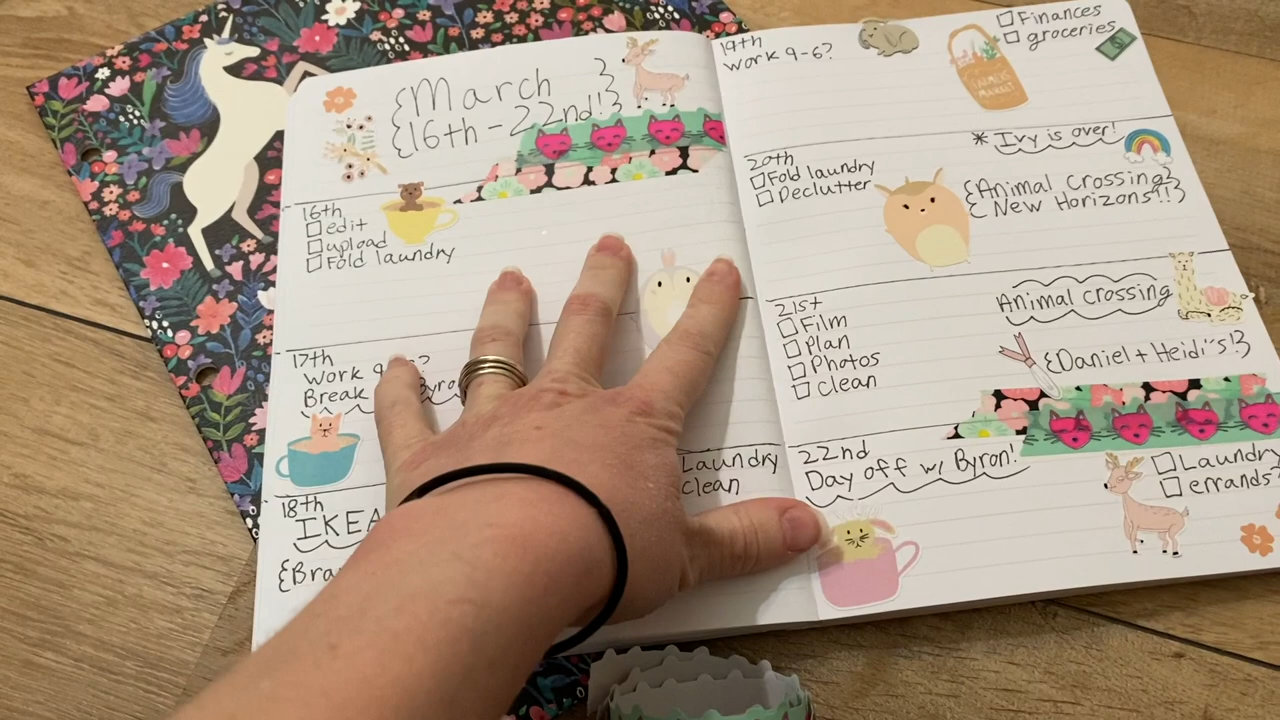 {March
{16th-22nd!}
16th
edit
upload
Fold laundry
17th
Work
Break
Laundry
clean
18th
IKEA
19th
work 9-6?
Finances
groceries
FARMERS
MARKET
* Ivy is over!
20th
Fold laundry
Declutter
{Animal Crossing}
{New Horizons!!}
21st
Film
Plan
Photos
clean
Animal crossing
{Daniel + Heidi's!}
22nd
Day off w/ Byron!
Laundry
errands?